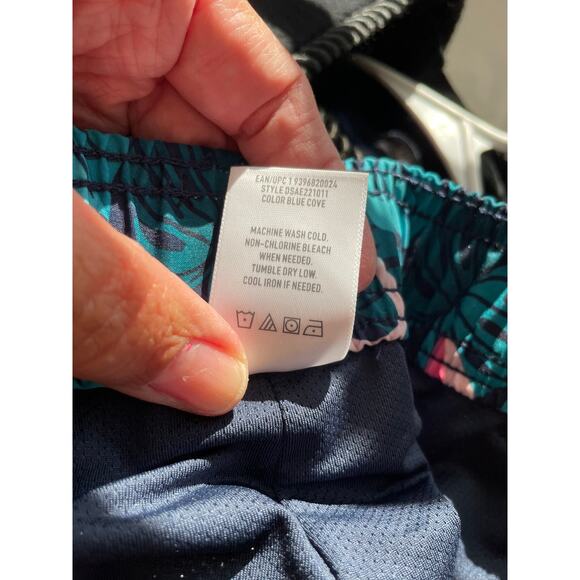 EAN/UPC 1 9396820024
STYLE DSAE221011
COLOR BLUE COVE
MACHINE WASH COLD.
NON-CHLORINE BLEACH
WHEN NEEDED.
TUMBLE DRY LOW.
COOL IRON IF NEEDED.